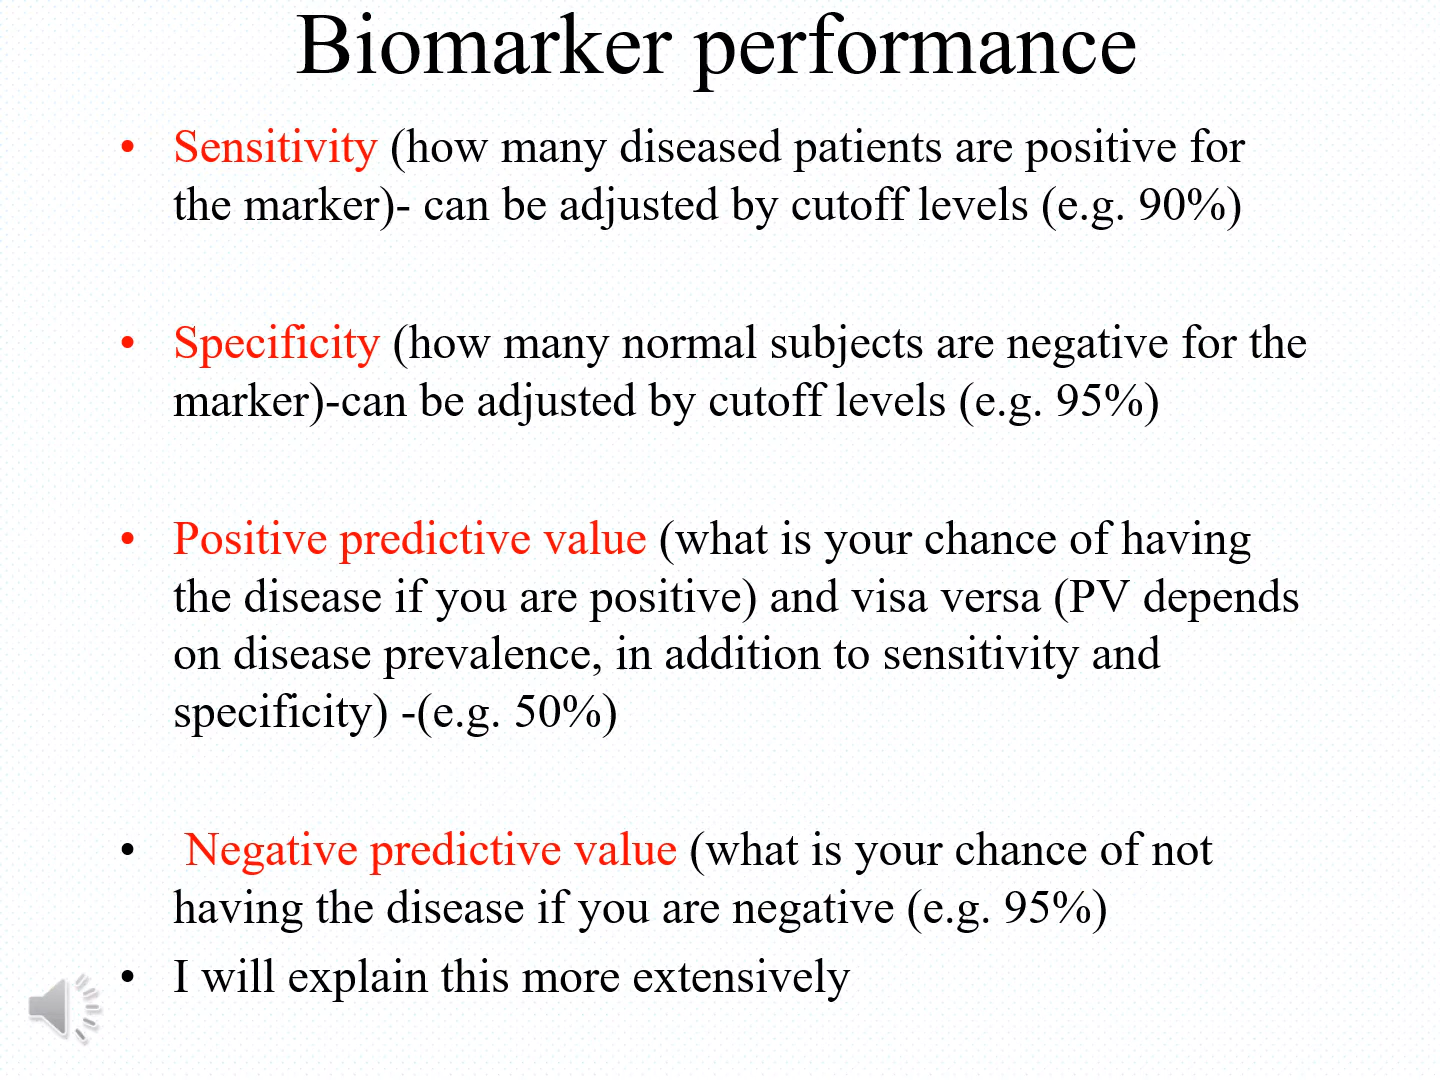 Biomarker performance
• Sensitivity (how many diseased patients are positive for
the marker)- can be adjusted by cutoff levels (e.g. 90%)
• Specificity (how many normal subjects are negative for the
marker)-can be adjusted by cutoff levels (e.g. 95%)
• Positive predictive value (what is your chance of having
the disease if you are positive) and visa versa (PV depends
on disease prevalence, in addition to sensitivity and
specificity) -(e.g. 50%)
• Negative predictive value (what is your chance of not
having the disease if you are negative (e.g. 95%)
• I will explain this more extensively